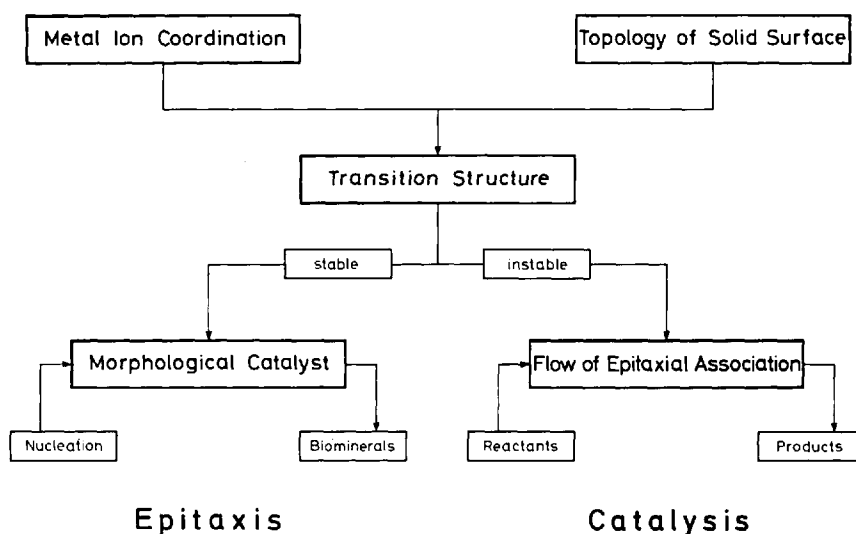 Metal Ion Coordination
Topology of Solid Surface
Transition Structure
stable
instable
Morphological Catalyst
Flow of Epitaxial Association
Nucleation
Biominerals
Reactants
Products
Epitaxis
Catalysis